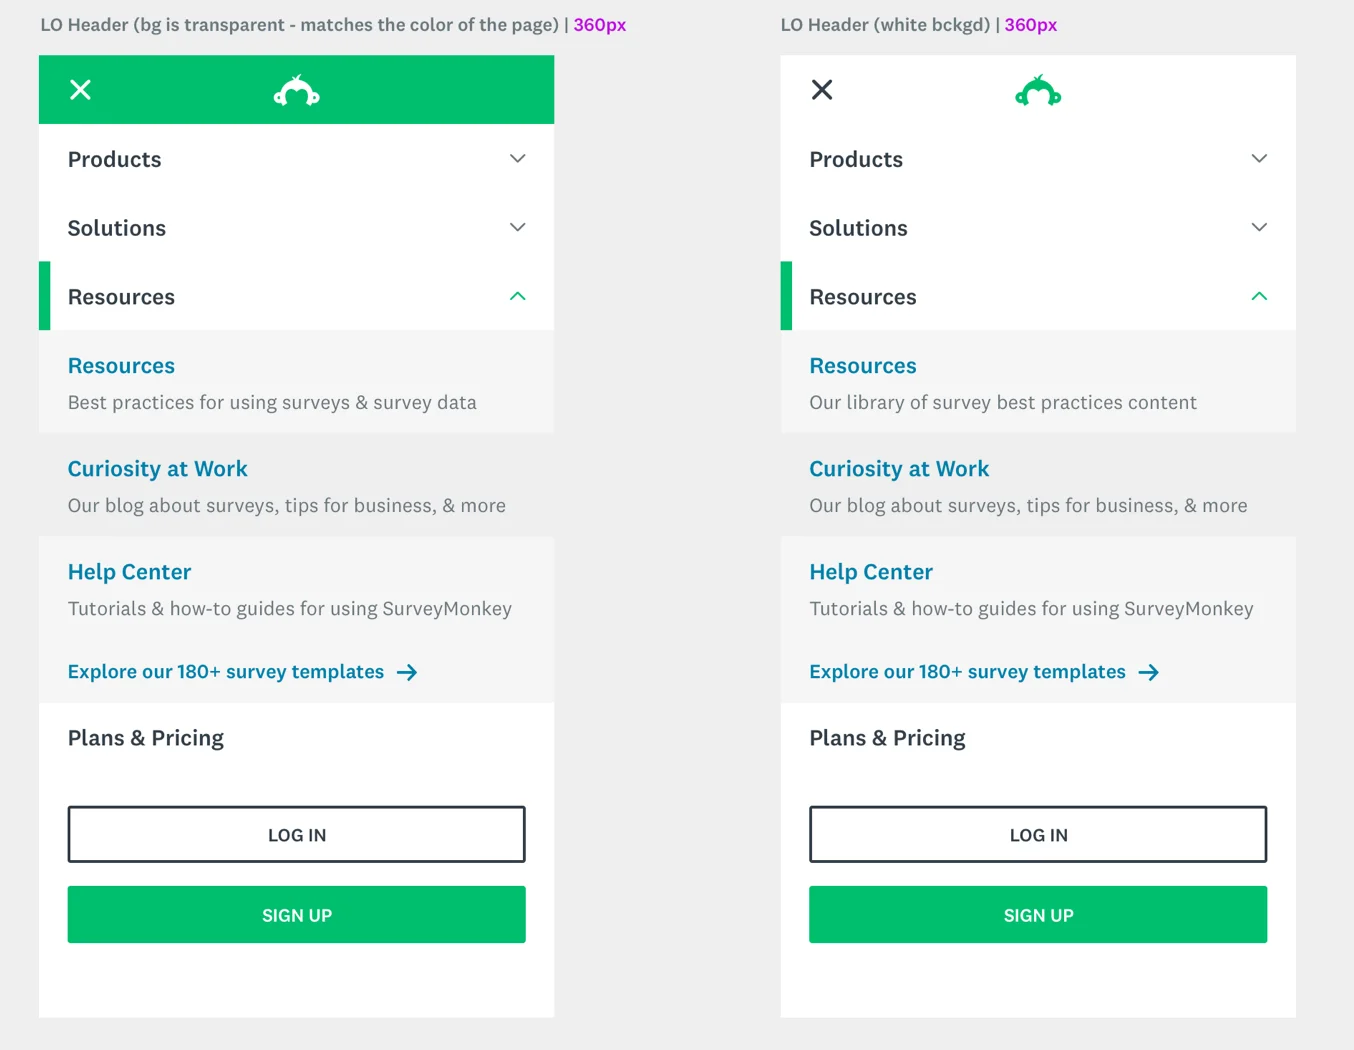 LO Header (bg is transparent - matches the color of the page) | 360px
Products
Solutions
Resources
Resources
Best practices for using surveys & survey data
Curiosity at Work
Our blog about surveys, tips for business, & more
Help Center
Tutorials & how-to guides for using SurveyMonkey
Explore our 180+ survey templates →
Plans & Pricing
LOG IN
SIGN UP
LO Header (white bckgd) | 360px
Products
Solutions
Resources
Resources
Our library of survey best practices content
Curiosity at Work
Our blog about surveys, tips for business, & more
Help Center
Tutorials & how-to guides for using SurveyMonkey
Explore our 180+ survey templates →
Plans & Pricing
LOG IN
SIGN UP